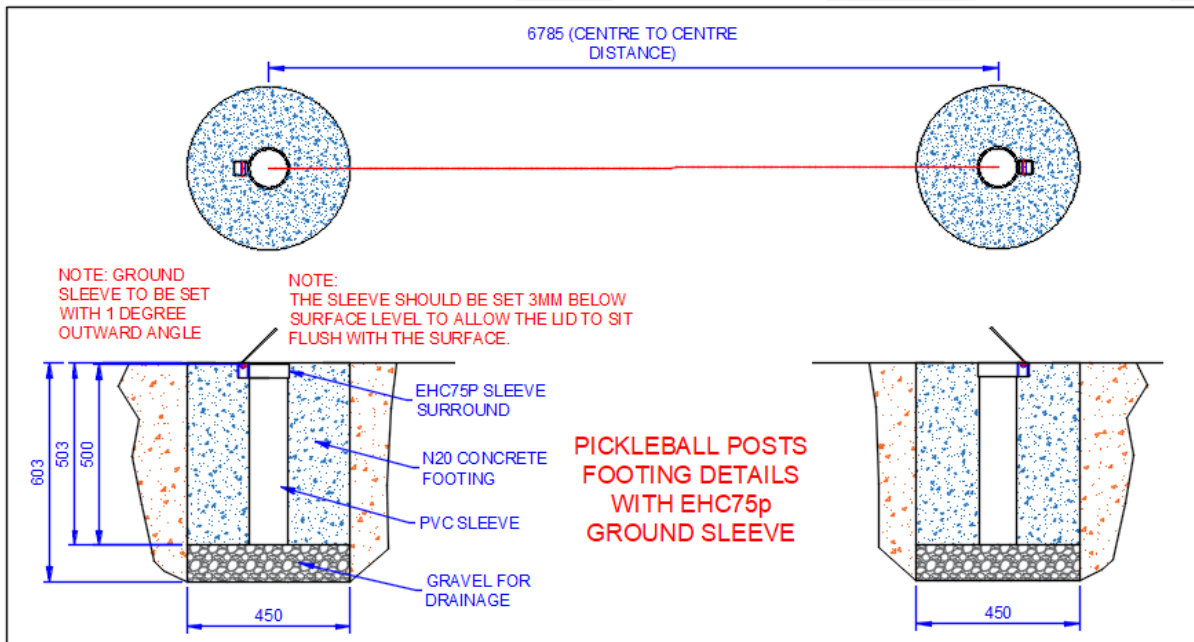 6785 (CENTRE TO CENTRE
DISTANCE)
NOTE: GROUND
SLEEVE TO BE SET
WITH 1 DEGREE
OUTWARD ANGLE
NOTE:
THE SLEEVE SHOULD BE SET 3MM BELOW
SURFACE LEVEL TO ALLOW THE LID TO SIT
FLUSH WITH THE SURFACE.
603
503
500
EHC75P SLEEVE
SURROUND
N20 CONCRETE
FOOTING
PVC SLEEVE
GRAVEL FOR
DRAINAGE
450
PICKLEBALL POSTS
FOOTING DETAILS
WITH EHC75p
GROUND SLEEVE
450